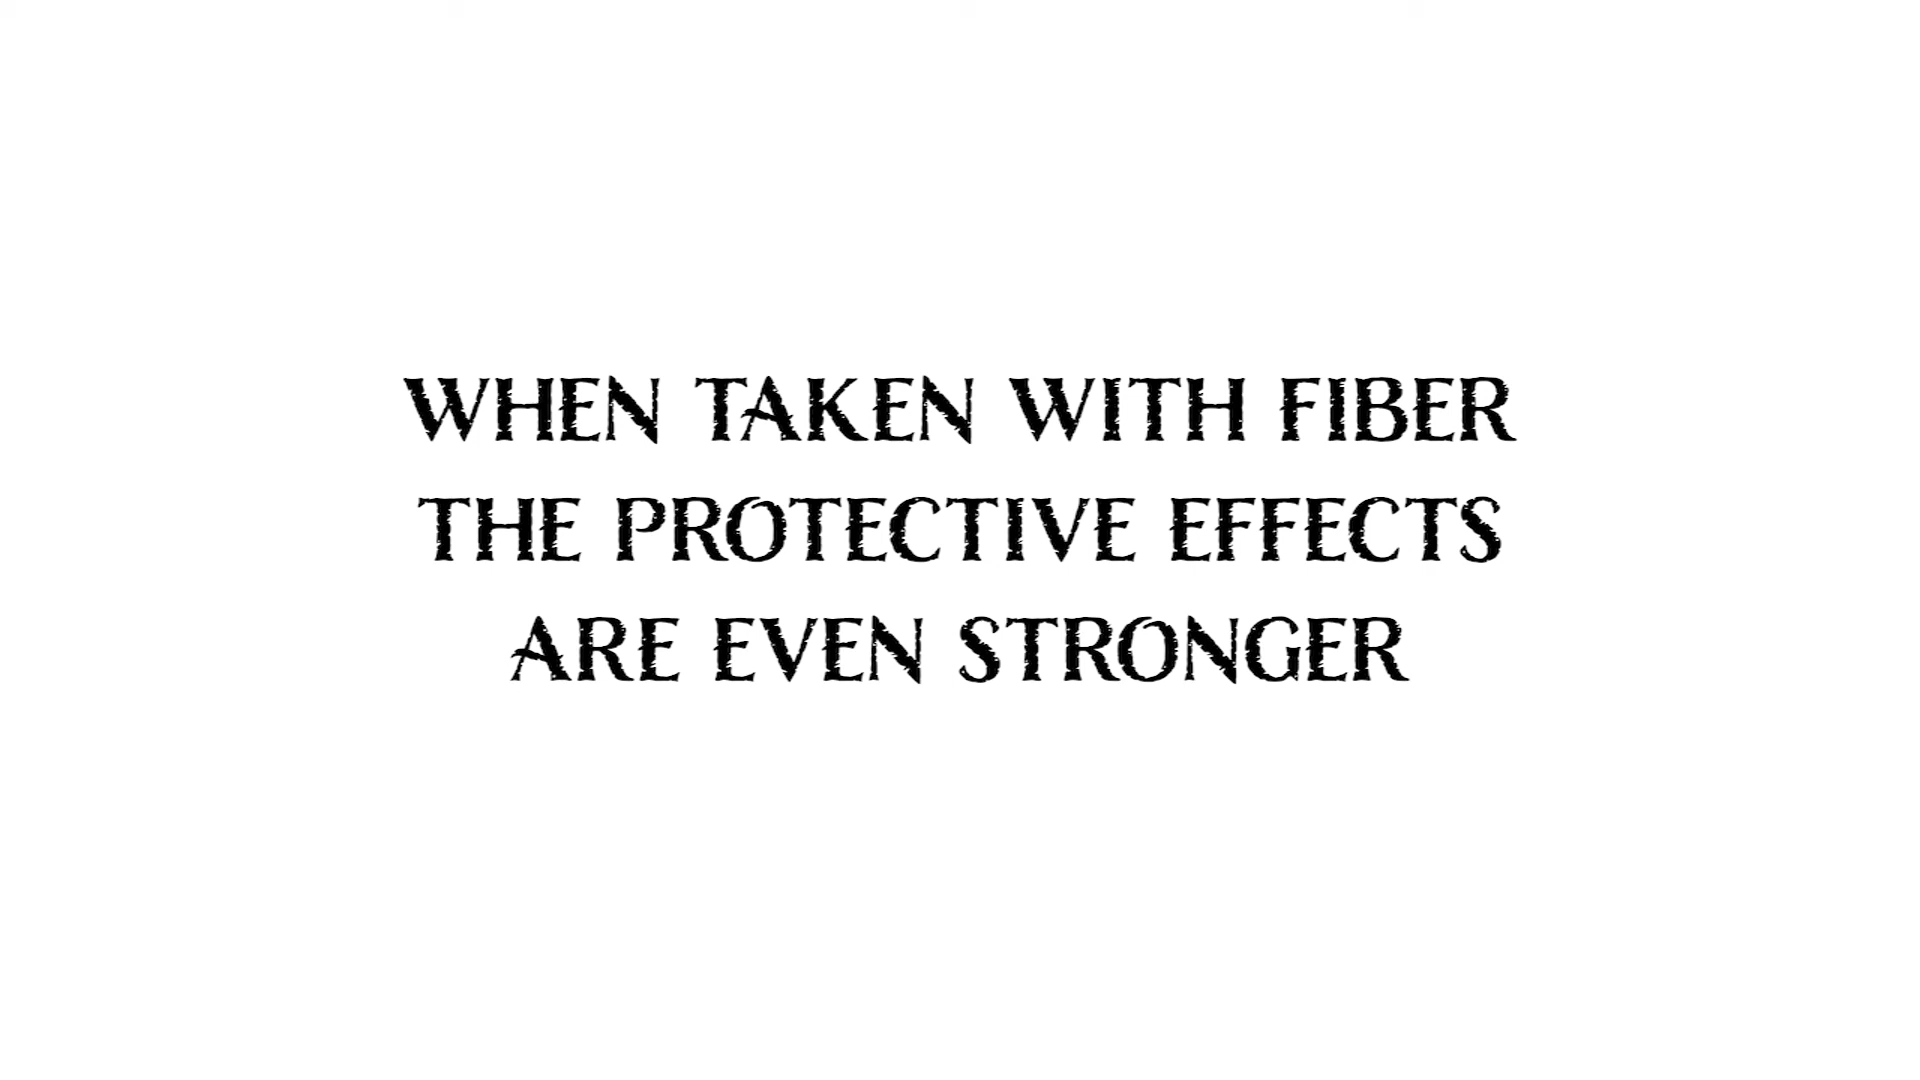 WHEN TAKEN WITH FIBER
THE PROTECTIVE EFFECTS
ARE EVEN STRONGER